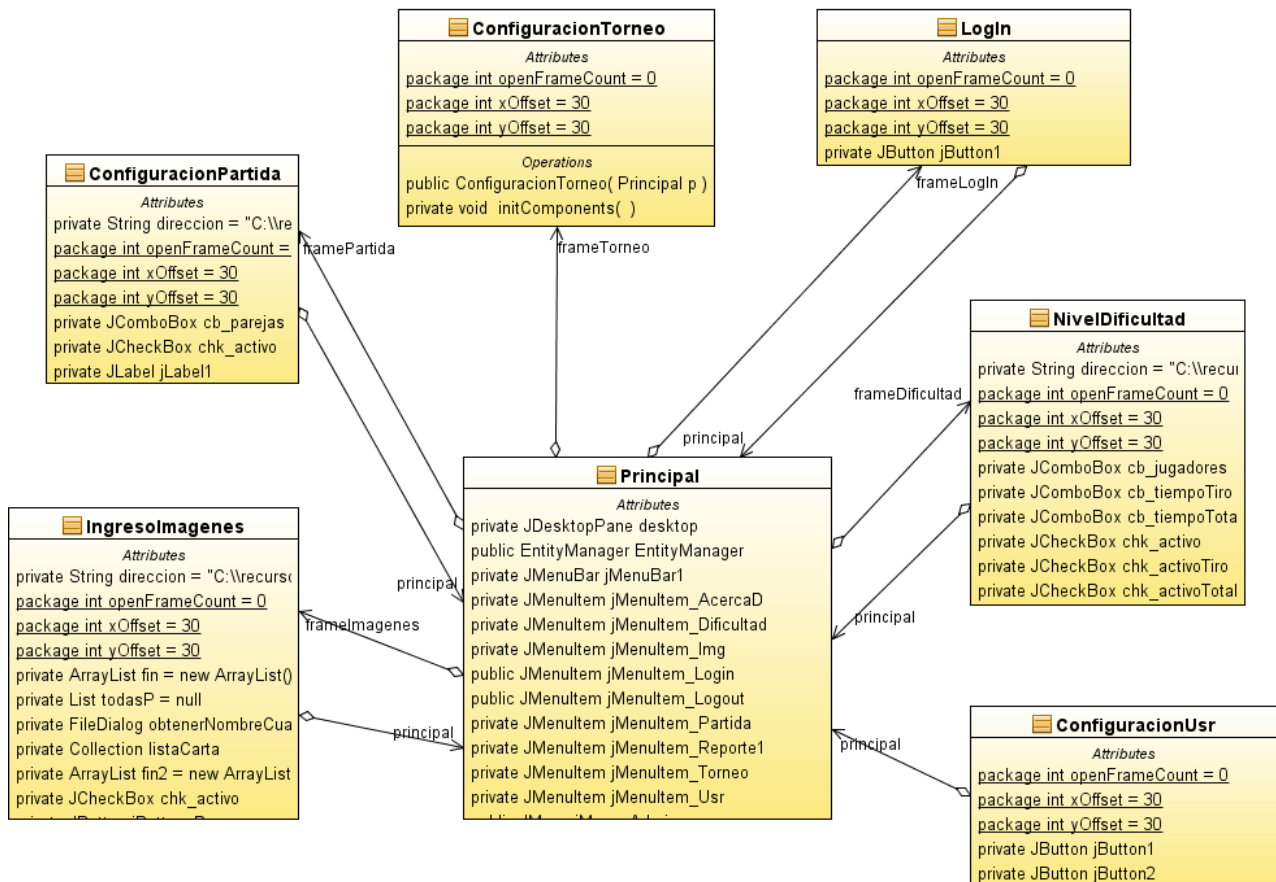 ConfiguracionTorneo
Attributes
package int openFrameCount = 0
package int xOffset = 30
package int yOffset = 30
Operations
public ConfiguracionTorneo( Principal p )
private void initComponents( )
LogIn
Attributes
package int openFrameCount = 0
package int xOffset = 30
package int yOffset = 30
private JButton jButton1
ConfiguracionPartida
Attributes
private String direccion = "C:\\re
package int openFrameCount =
package int xOffset = 30
package int yOffset = 30
private JComboBox cb_parejas
private JCheckBox chk_activo
private JLabel jLabel1
framePartida
frameTorneo
frameLogIn
NivelDificultad
Attributes
private String direccion = "C:\\recur
package int openFrameCount = 0
package int xOffset = 30
package int yOffset = 30
private JComboBox cb_jugadores
private JComboBox cb_tiempoTiro
private JComboBox cb_tiempoTota
private JCheckBox chk_activo
private JCheckBox chk_activoTiro
private JCheckBox chk_activoTotal
frameDificultad
principal
Principal
Attributes
private JDesktopPane desktop
public EntityManager EntityManager
private JMenuBar jMenuBar1
private JMenuItem jMenuItem_AcercaD
private JMenuItem jMenuItem_Dificultad
private JMenuItem jMenuItem_Img
public JMenuItem jMenuItem_Login
public JMenuItem jMenuItem_Logout
private JMenuItem jMenuItem_Partida
private JMenuItem jMenuItem_Reporte1
private JMenuItem jMenuItem_Torneo
private JMenuItem jMenuItem_Usr
IngresoImagenes
Attributes
private String direccion = "C:\\recurso
package int openFrameCount = 0
package int xOffset = 30
package int yOffset = 30
private ArrayList fin = new ArrayList()
private List todasP = null
private FileDialog obtenerNombreCua
private Collection listaCarta
private ArrayList fin2 = new ArrayList
private JCheckBox chk_activo
principal
frameImagenes
principal
principal
principal
ConfiguracionUsr
Attributes
package int openFrameCount = 0
package int xOffset = 30
package int yOffset = 30
private JButton jButton1
private JButton jButton2